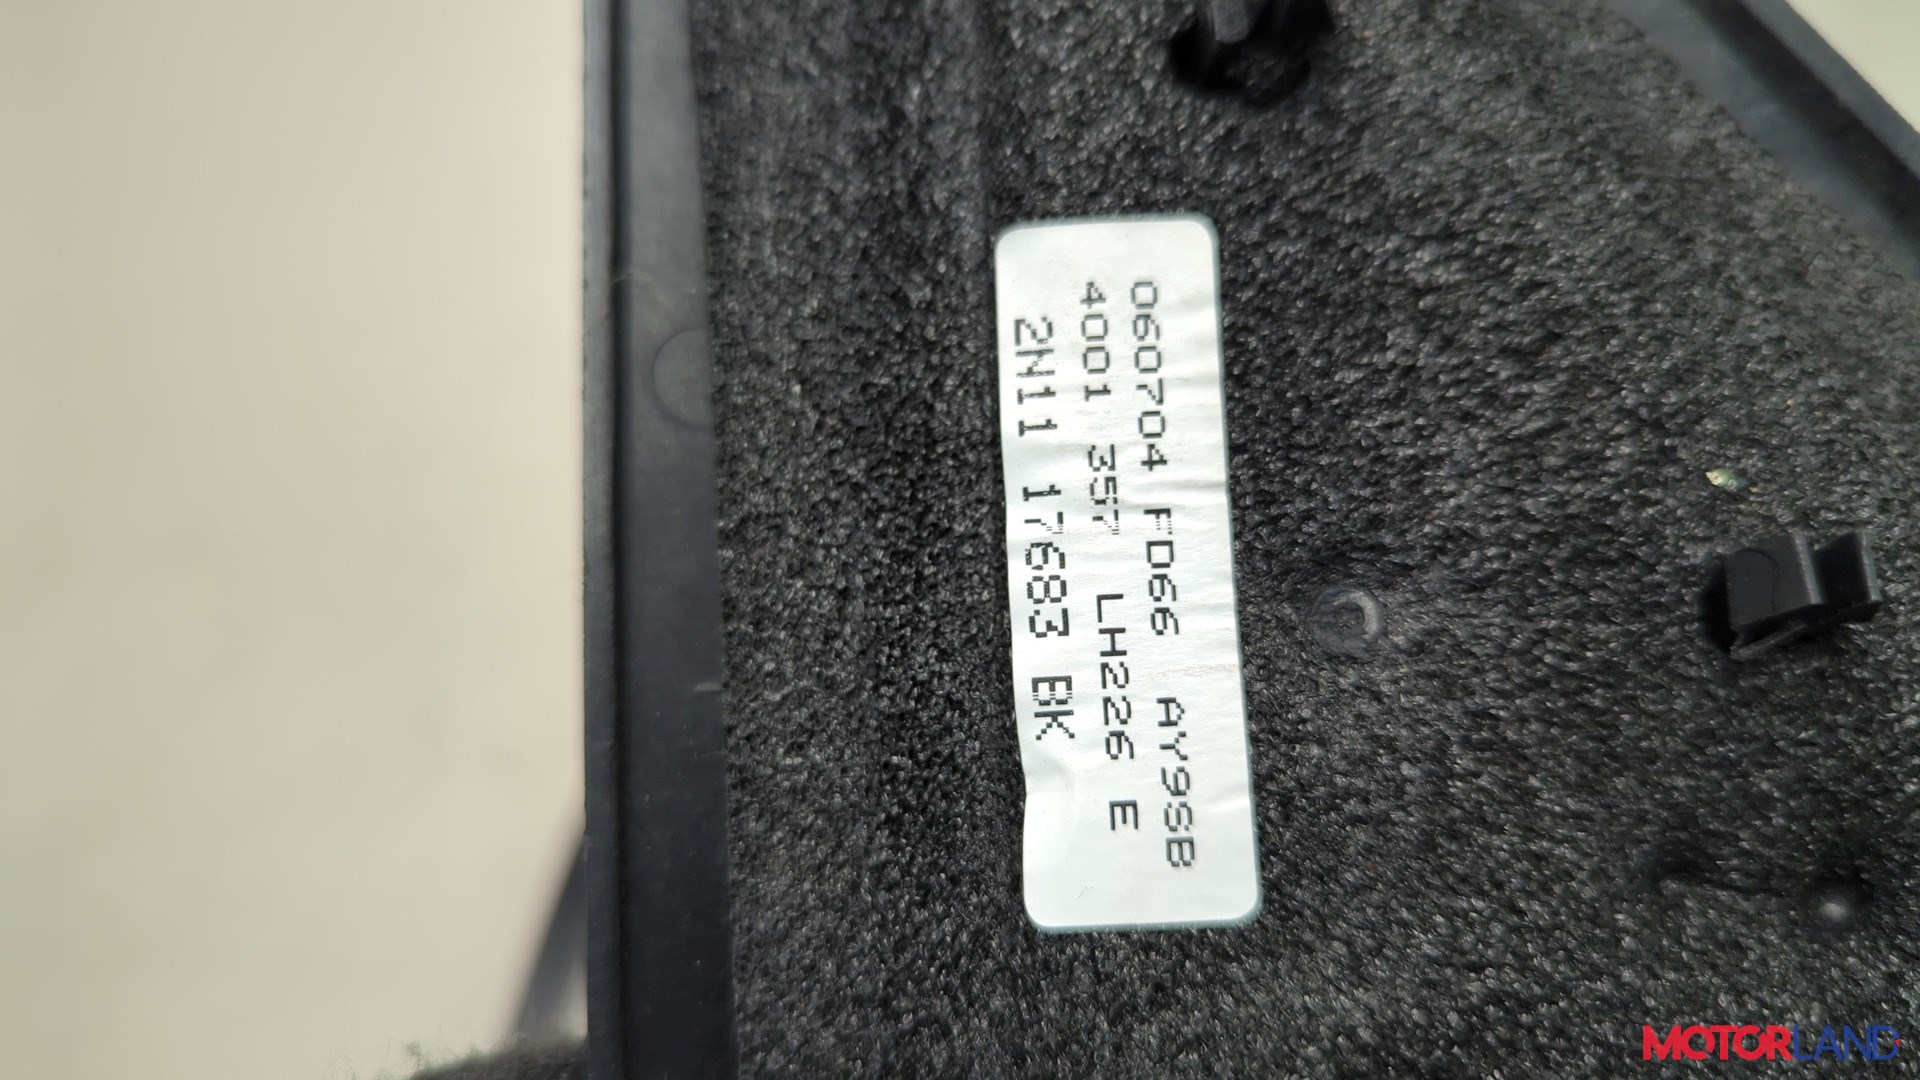 060704 FD66 AY9SB
4001 357 LH226 E
2N11 17683 BK
MOTORLAND